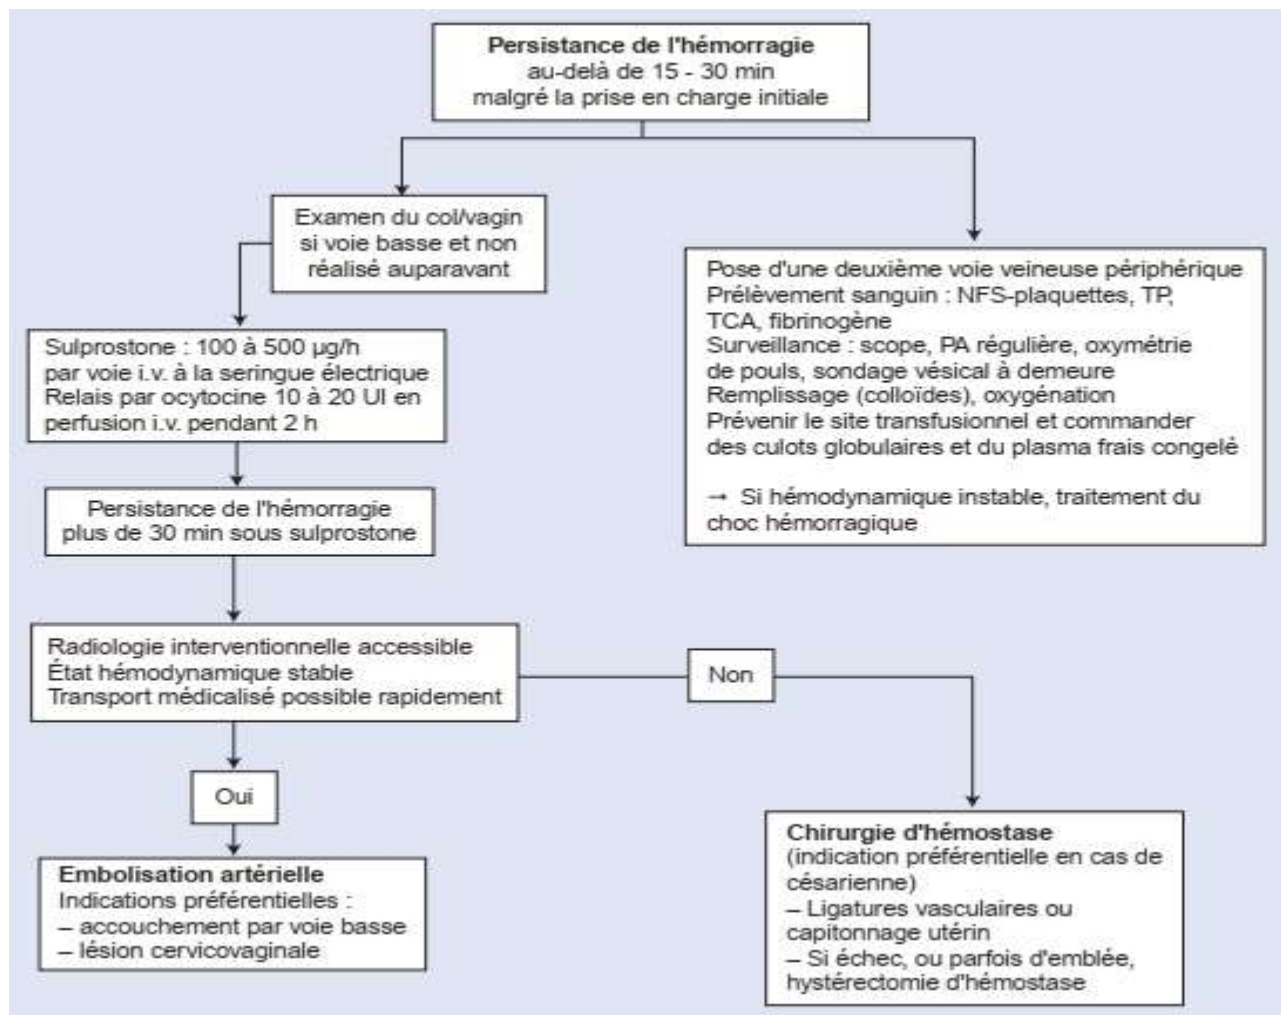 Persistance de l'hémorragie
au-delà de 15 - 30 min
malgré la prise en charge initiale
Examen du col/vagin
si voie basse et non
réalisé auparavant
Pose d'une deuxième voie veineuse périphérique
Prélèvement sanguin : NFS-plaquettes, TP,
TCA, fibrinogène
Surveillance : scope, PA régulière, oxymétrie
de pouls, sondage vésical à demeure
Remplissage (colloïdes), oxygénation
Prévenir le site transfusionnel et commander
des culots globulaires et du plasma frais congelé
→ Si hémodynamique instable, traitement du
choc hémorragique
Sulprostone : 100 à 500 µg/h
par voie i.v. à la seringue électrique
Relais par ocytocine 10 à 20 UI en
perfusion i.v. pendant 2 h
Persistance de l'hémorragie
plus de 30 min sous sulprostone
Radiologie interventionnelle accessible
État hémodynamique stable
Transport médicalisé possible rapidement
Non
Oui
Embolisation artérielle
Indications préférentielles :
– accouchement par voie basse
– lésion cervicovaginale
Chirurgie d'hémostase
(indication préférentielle en cas de
césarienne)
– Ligatures vasculaires ou
capitonnage utérin
– Si échec, ou parfois d'emblée,
hystérectomie d'hémostase